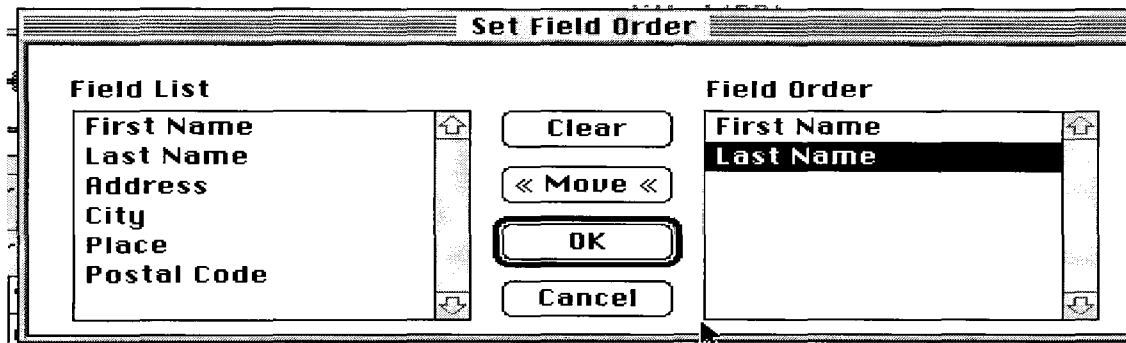 Set Field Order
Field List
First Name
Last Name
Address
City
Place
Postal Code
Clear
« Move «
OK
Cancel
Field Order
First Name
Last Name